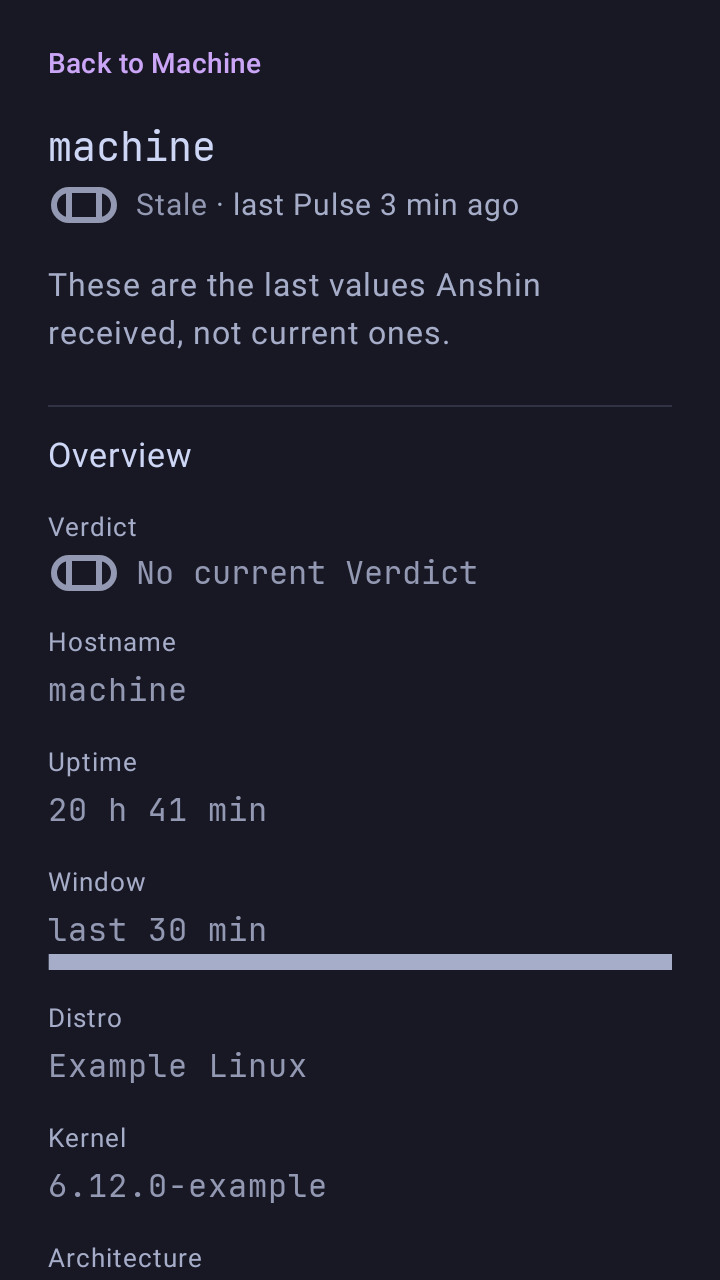 Back to Machine
machine
Stale · last Pulse 3 min ago
These are the last values Anshin
received, not current ones.
Overview
Verdict
No current Verdict
Hostname
machine
Uptime
20 h 41 min
Window
last 30 min
Distro
Example Linux
Kernel
6.12.0-example
Architecture